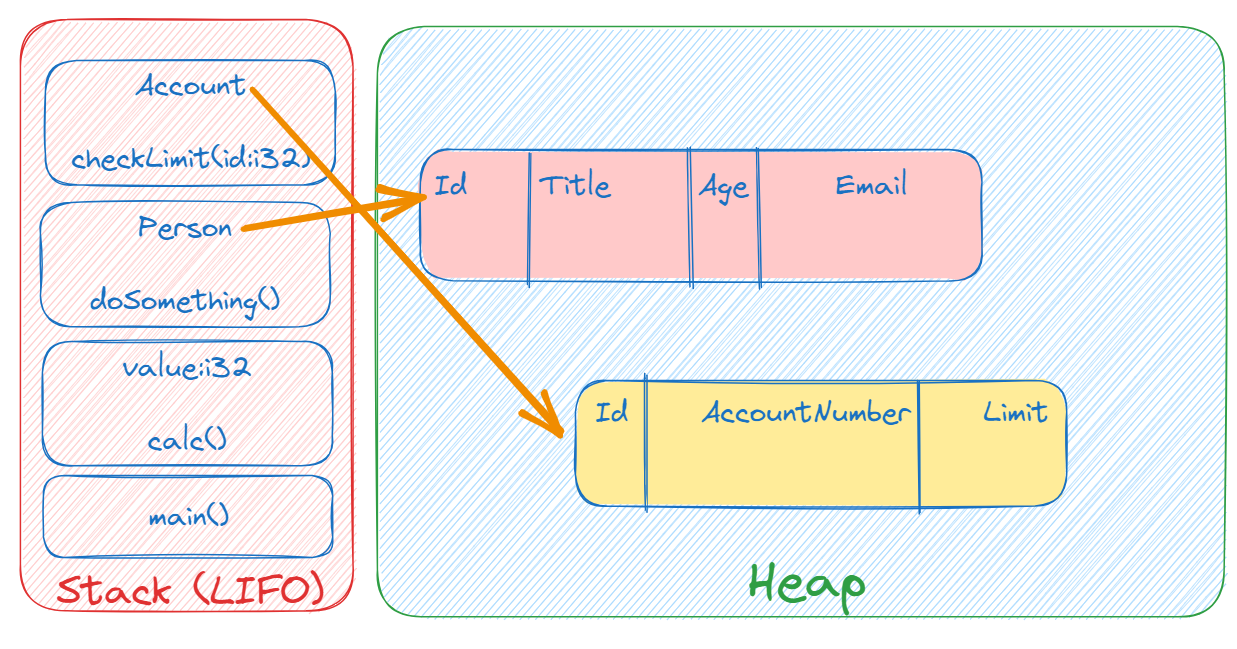 Account
checkLimit(id:i32)
Person
doSomething()
value:i32
calc()
main()
Stack (LIFO)
Id Title Age Email
Id AccountNumber Limit
Heap